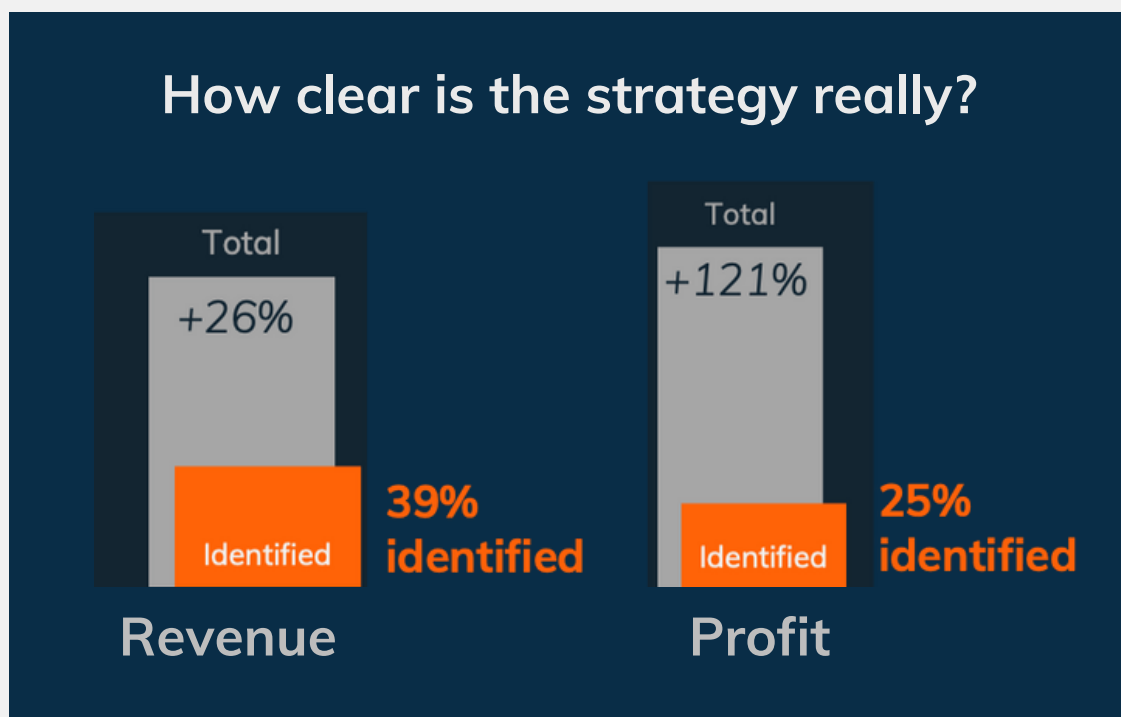 How clear is the strategy really?
Total
+26%
Identified
39%
identified
Revenue
Total
+121%
Identified
25%
identified
Profit